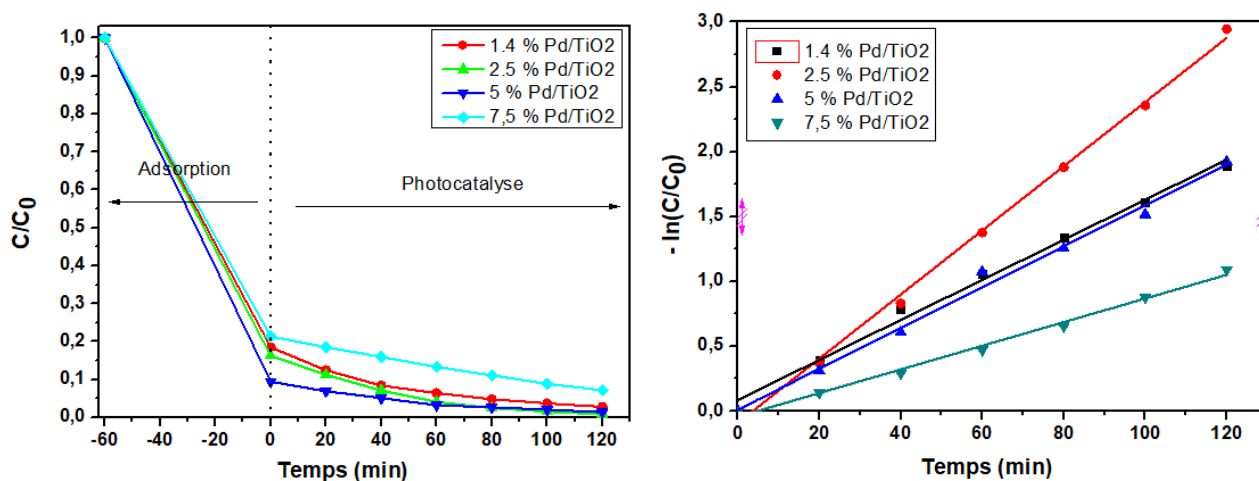 1,0
0,9
0,8
0,7
0,6
0,5
0,4
0,3
0,2
0,1
0,0
C/C0
-60 -40 -20 0 20 40 60 80 100 120
Temps (min)
Adsorption
Photocatalyse
1.4 % Pd/TiO2
2.5 % Pd/TiO2
5 % Pd/TiO2
7,5 % Pd/TiO2
3,0
2,5
2,0
1,5
1,0
0,5
0,0
- ln(C/C0)
0 20 40 60 80 100 120
Temps (min)
1.4 % Pd/TiO2
2.5 % Pd/TiO2
5 % Pd/TiO2
7,5 % Pd/TiO2